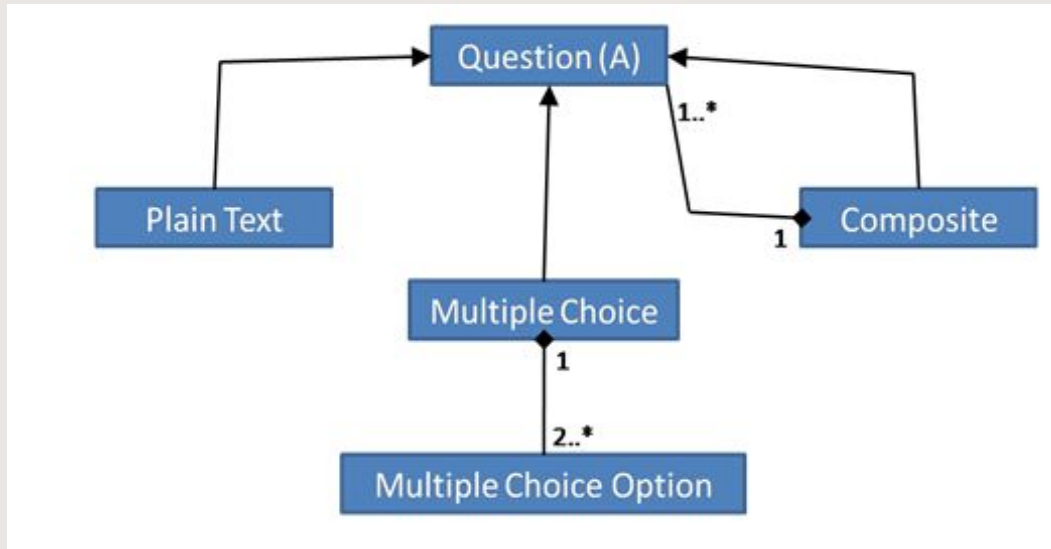 Question (A)
1..*
Plain Text
Composite
1
Multiple Choice
1
2..*
Multiple Choice Option